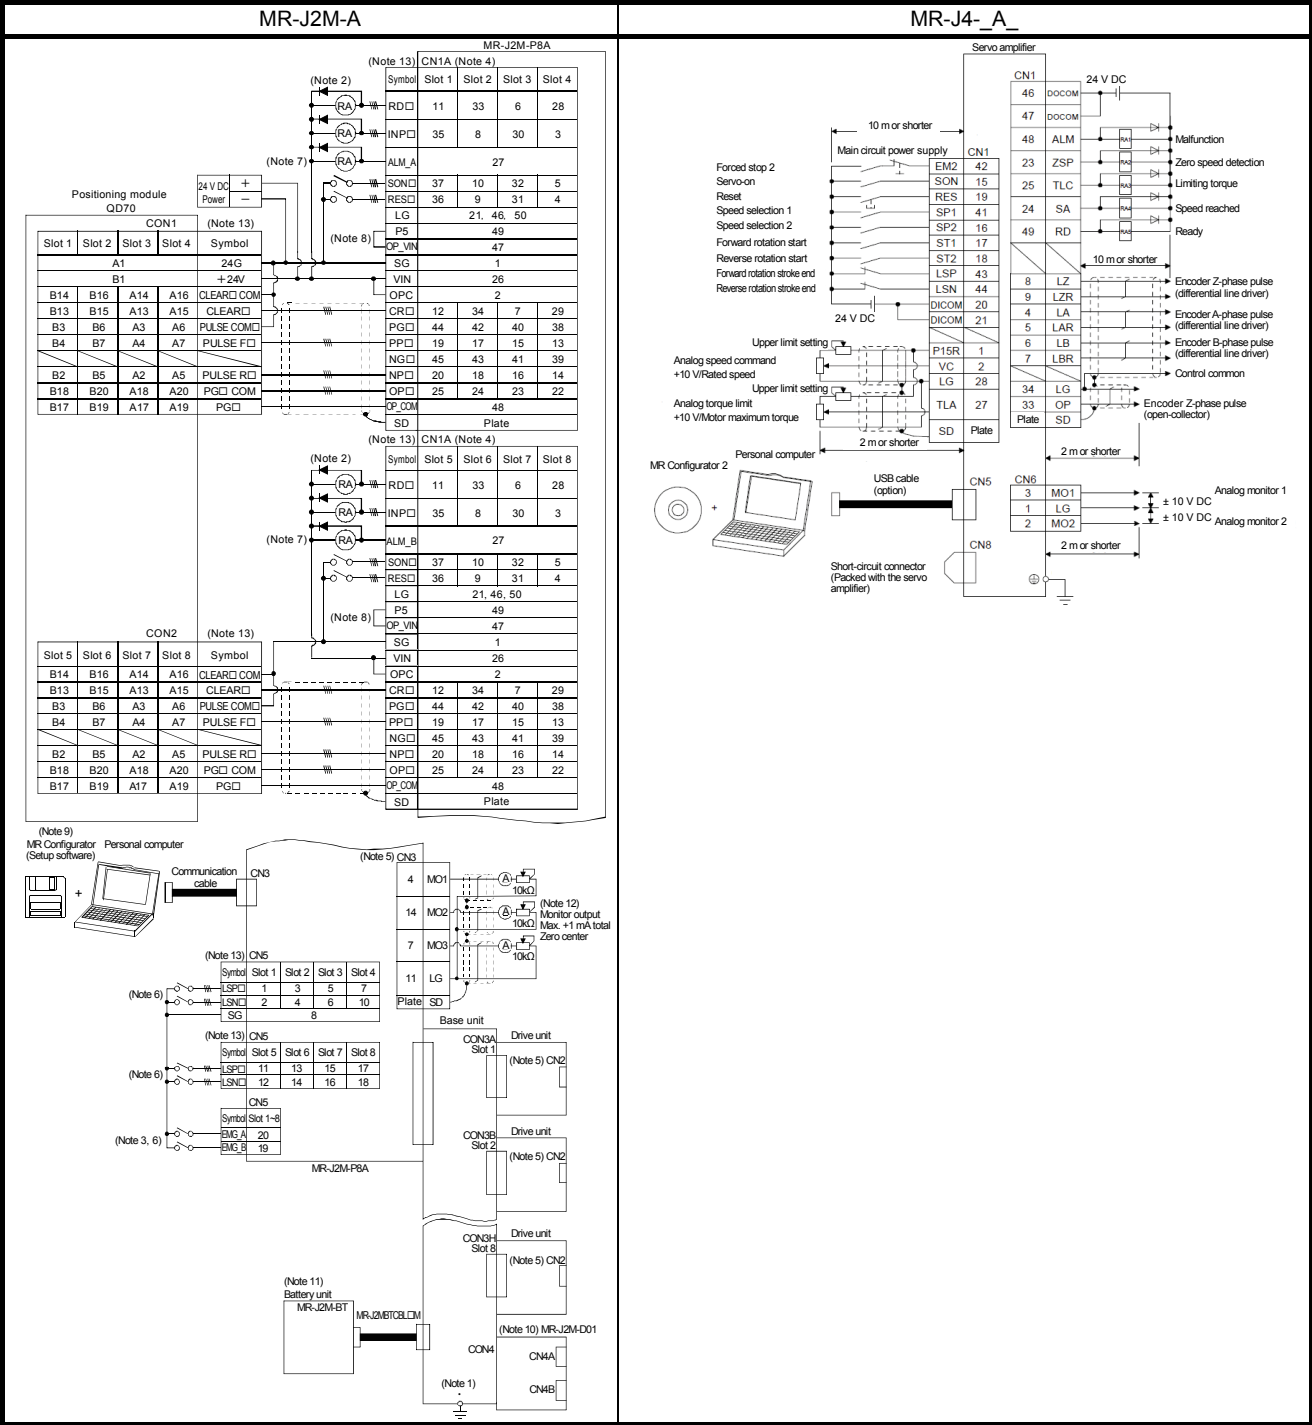 MR-J2M-A
MR-J4-_A_
MR-J2M-P8A
(Note 13) CN1A (Note 4)
Symbol Slot 1 Slot 2 Slot 3 Slot 4
(Note 2)
RA RD□ 11 33 6 28
RA INP□ 35 8 30 3
(Note 7) RA ALM_A 27
SON□ 37 10 32 5
RES□ 36 9 31 4
LG 21, 46, 50
(Note 8) P5 49
OP_VIN 47
SG 1
VIN 26
OPC 2
CR□ 12 34 7 29
PG□ 44 42 40 38
PP□ 19 17 15 13
NG□ 45 43 41 39
NP□ 20 18 16 14
OP□ 25 24 23 22
OP_COM 48
SD Plate
24 V DC + 
Power −
Positioning module
QD70
CON1 (Note 13)
Slot 1 Slot 2 Slot 3 Slot 4 Symbol
A1 24G
B1 +24V
B14 B16 A14 A16 CLEAR□ COM
B13 B15 A13 A15 CLEAR□
B3 B6 A3 A6 PULSE COM□
B4 B7 A4 A7 PULSE F□
B2 B5 A2 A5 PULSE R□
B18 B20 A18 A20 PG□ COM
B17 B19 A17 A19 PG□
(Note 13) CN1A (Note 4)
Symbol Slot 5 Slot 6 Slot 7 Slot 8
(Note 2)
RA RD□ 11 33 6 28
RA INP□ 35 8 30 3
(Note 7) RA ALM_B 27
SON□ 37 10 32 5
RES□ 36 9 31 4
LG 21, 46, 50
(Note 8) P5 49
OP_VIN 47
SG 1
VIN 26
OPC 2
CR□ 12 34 7 29
PG□ 44 42 40 38
PP□ 19 17 15 13
NG□ 45 43 41 39
NP□ 20 18 16 14
OP□ 25 24 23 22
OP_COM 48
SD Plate
CON2 (Note 13)
Slot 5 Slot 6 Slot 7 Slot 8 Symbol
B14 B16 A14 A16 CLEAR□ COM
B13 B15 A13 A15 CLEAR□
B3 B6 A3 A6 PULSE COM□
B4 B7 A4 A7 PULSE F□
B2 B5 A2 A5 PULSE R□
B18 B20 A18 A20 PG□ COM
B17 B19 A17 A19 PG□
(Note 9)
MR Configurator
(Setup software)
+
Personal computer
Communication
cable
CN3
(Note 5) CN3
4 MO1 A 10kΩ
14 MO2 A 10kΩ
7 MO3 A 10kΩ
11 LG
Plate SD
(Note 12)
Monitor output
Max. +1 mA total
Zero center
(Note 13) CN5
Symbol Slot 1 Slot 2 Slot 3 Slot 4
(Note 6)
LSP□ 1 3 5 7
LSN□ 2 4 6 10
SG 8
(Note 13) CN5
Symbol Slot 5 Slot 6 Slot 7 Slot 8
(Note 6)
LSP□ 11 13 15 17
LSN□ 12 14 16 18
CN5
Symbol Slot 1~8
(Note 3, 6)
EMG_A 20
EMG_B 19
MR-J2M-P8A
Base unit
CON3A
Slot 1
Drive unit
(Note 5) CN2
CON3B
Slot 2
Drive unit
(Note 5) CN2
CON3H
Slot 8
Drive unit
(Note 5) CN2
(Note 11)
Battery unit
MR-J2M-BT
MR-J2MBTCBL□M
(Note 10) MR-J2M-D01
CON4
CN4A
CN4B
(Note 1)
Servo amplifier
10 m or shorter
Main circuit power supply
CN1
Forced stop 2 EM2 42
Servo-on SON 15
Reset RES 19
Speed selection 1 SP1 41
Speed selection 2 SP2 16
Forward rotation start ST1 17
Reverse rotation start ST2 18
Forward rotation stroke end LSP 43
Reverse rotation stroke end LSN 44
DICOM 20
24 V DC DICOM 21
Upper limit setting
Analog speed command
+10 V/Rated speed
P15R 1
VC 2
LG 28
Upper limit setting
Analog torque limit
+10 V/Motor maximum torque
TLA 27
SD Plate
2 m or shorter
CN1
24 V DC
46 DOCOM
47 DOCOM
48 ALM RA1 Malfunction
23 ZSP RA2 Zero speed detection
25 TLC RA3 Limiting torque
24 SA RA4 Speed reached
49 RD RA5 Ready
10 m or shorter
8 LZ Encoder Z-phase pulse
9 LZR (differential line driver)
4 LA Encoder A-phase pulse
5 LAR (differential line driver)
6 LB Encoder B-phase pulse
7 LBR (differential line driver)
Control common
34 LG
33 OP Encoder Z-phase pulse
(open-collector)
Plate SD
2 m or shorter
MR Configurator 2
+
Personal computer
USB cable
(option)
CN5
CN6
3 MO1 Analog monitor 1
± 10 V DC
1 LG
± 10 V DC
2 MO2 Analog monitor 2
2 m or shorter
CN8
Short-circuit connector
(Packed with the servo
amplifier)